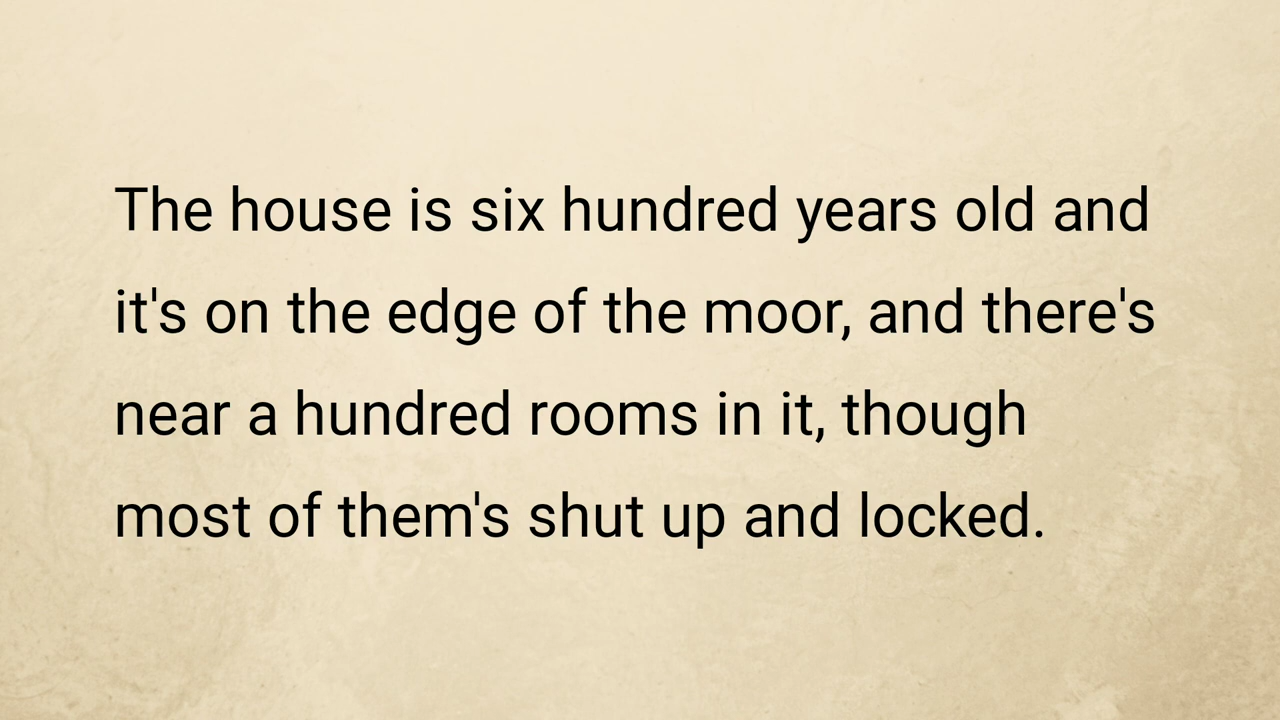 The house is six hundred years old and
it's on the edge of the moor, and there's
near a hundred rooms in it, though
most of them's shut up and locked.